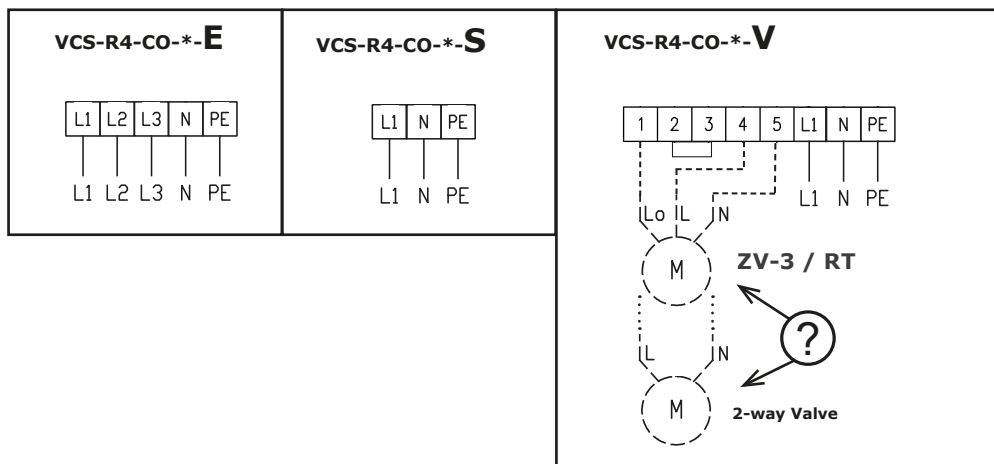 VCS-R4-CO-*-E
L1 L2 L3 N PE
L1 L2 L3 N PE
VCS-R4-CO-*-S
L1 N PE
L1 N PE
VCS-R4-CO-*-V
1 2 3 4 5 L1 N PE
L1 N PE
Lo L N
M
ZV-3 / RT
?
L N
M
2-way Valve